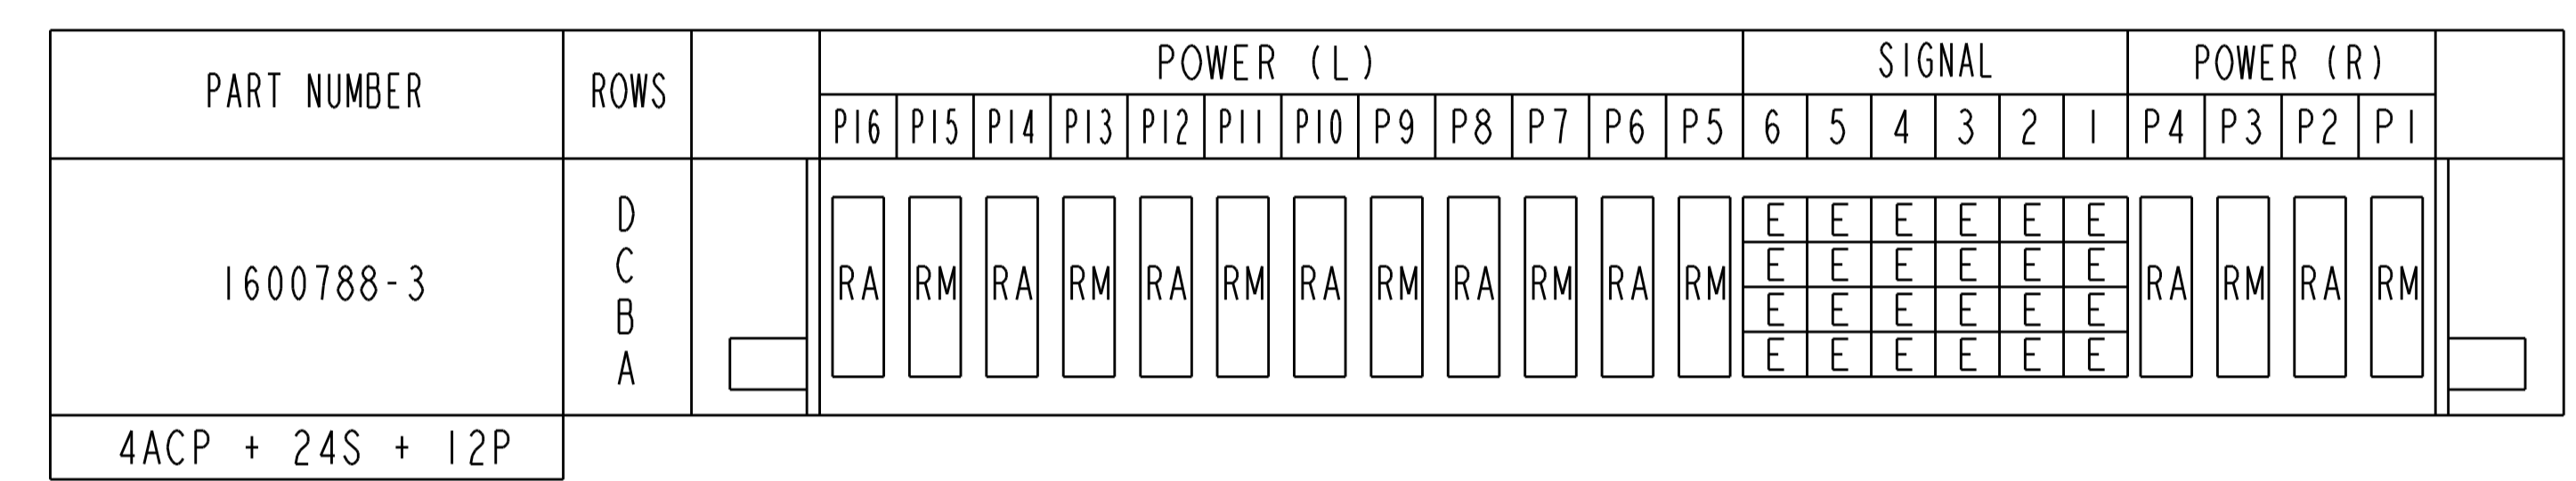 PART NUMBER ROWS POWER (L) SIGNAL POWER (R)
P16 P15 P14 P13 P12 P11 P10 P9 P8 P7 P6 P5 6 5 4 3 2 1 P4 P3 P2 P1
D E E E E E E
C E E E E E E
1600788-3 RA RM RA RM RA RM RA RM RA RM RA RM RA RM RA RM
B E E E E E E
A E E E E E E
4ACP + 24S + 12P